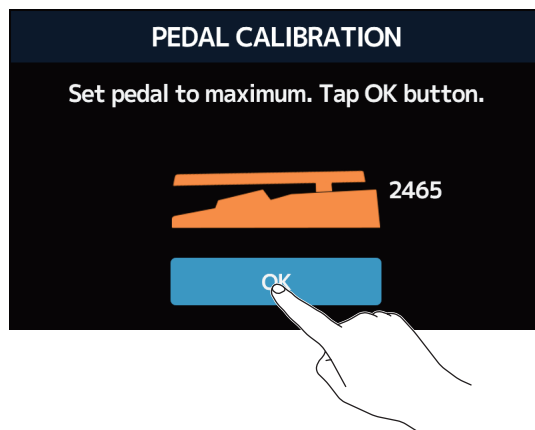 PEDAL CALIBRATION
Set pedal to maximum. Tap OK button.
2465
OK